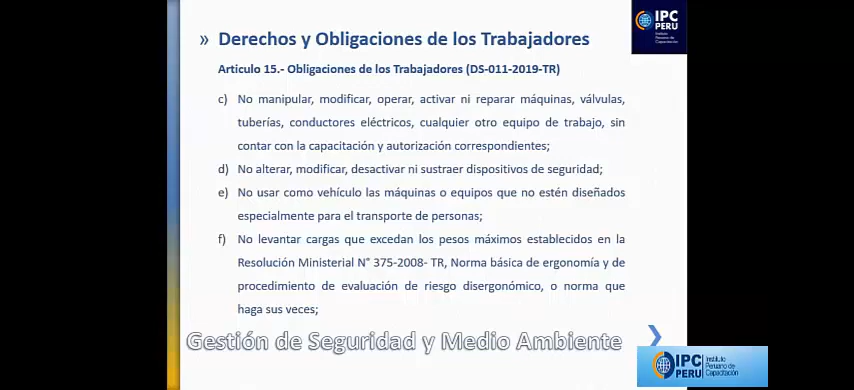 » Derechos y Obligaciones de los Trabajadores
IPC
PERU
Instituto
Peruano de
Capacitación
Articulo 15.- Obligaciones de los Trabajadores (DS-011-2019-TR)
c) No manipular, modificar, operar, activar ni reparar máquinas, válvulas,
tuberías, conductores eléctricos, cualquier otro equipo de trabajo, sin
contar con la capacitación y autorización correspondientes;
d) No alterar, modificar, desactivar ni sustraer dispositivos de seguridad;
e) No usar como vehículo las máquinas o equipos que no estén diseñados
especialmente para el transporte de personas;
f) No levantar cargas que excedan los pesos máximos establecidos en la
Resolución Ministerial N° 375-2008- TR, Norma básica de ergonomía y de
procedimiento de evaluación de riesgo disergonómico, o norma que
haga sus veces;
Gestión de Seguridad y Medio Ambiente
IPC
PERU
Instituto
Peruano de
Capacitación